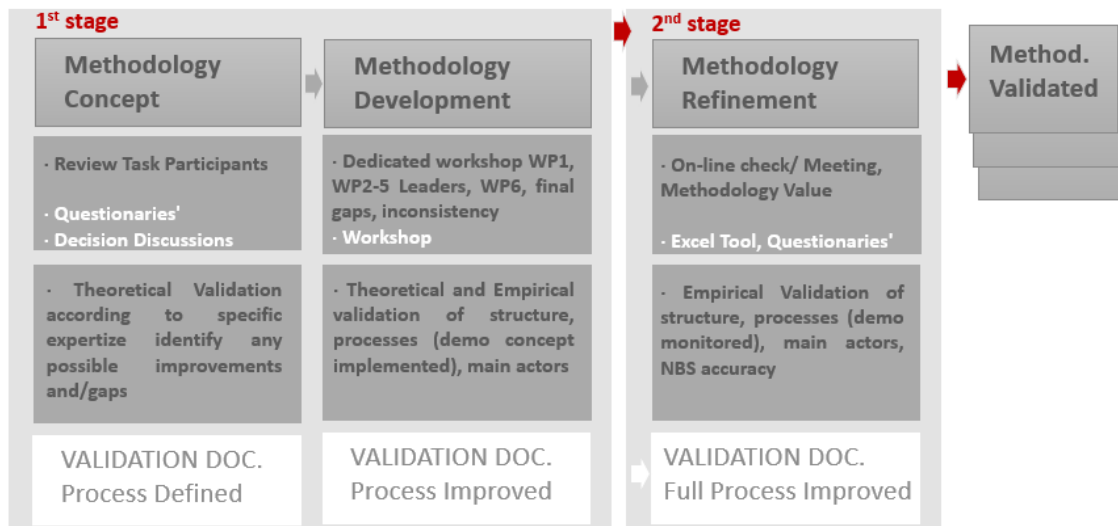 1st stage
Methodology
Concept
· Review Task Participants
· Questionaries'
· Decision Discussions
· Theoretical Validation
according to specific
expertize identify any
possible improvements
and/gaps
VALIDATION DOC.
Process Defined
Methodology
Development
· Dedicated workshop WP1,
WP2-5 Leaders, WP6, final
gaps, inconsistency
· Workshop
· Theoretical and Empirical
validation of structure,
processes (demo concept
implemented), main actors
VALIDATION DOC.
Process Improved
2nd stage
Methodology
Refinement
· On-line check/ Meeting,
Methodology Value
· Excel Tool, Questionaries'
· Empirical Validation of
structure, processes (demo
monitored), main actors,
NBS accuracy
VALIDATION DOC.
Full Process Improved
Method.
Validated